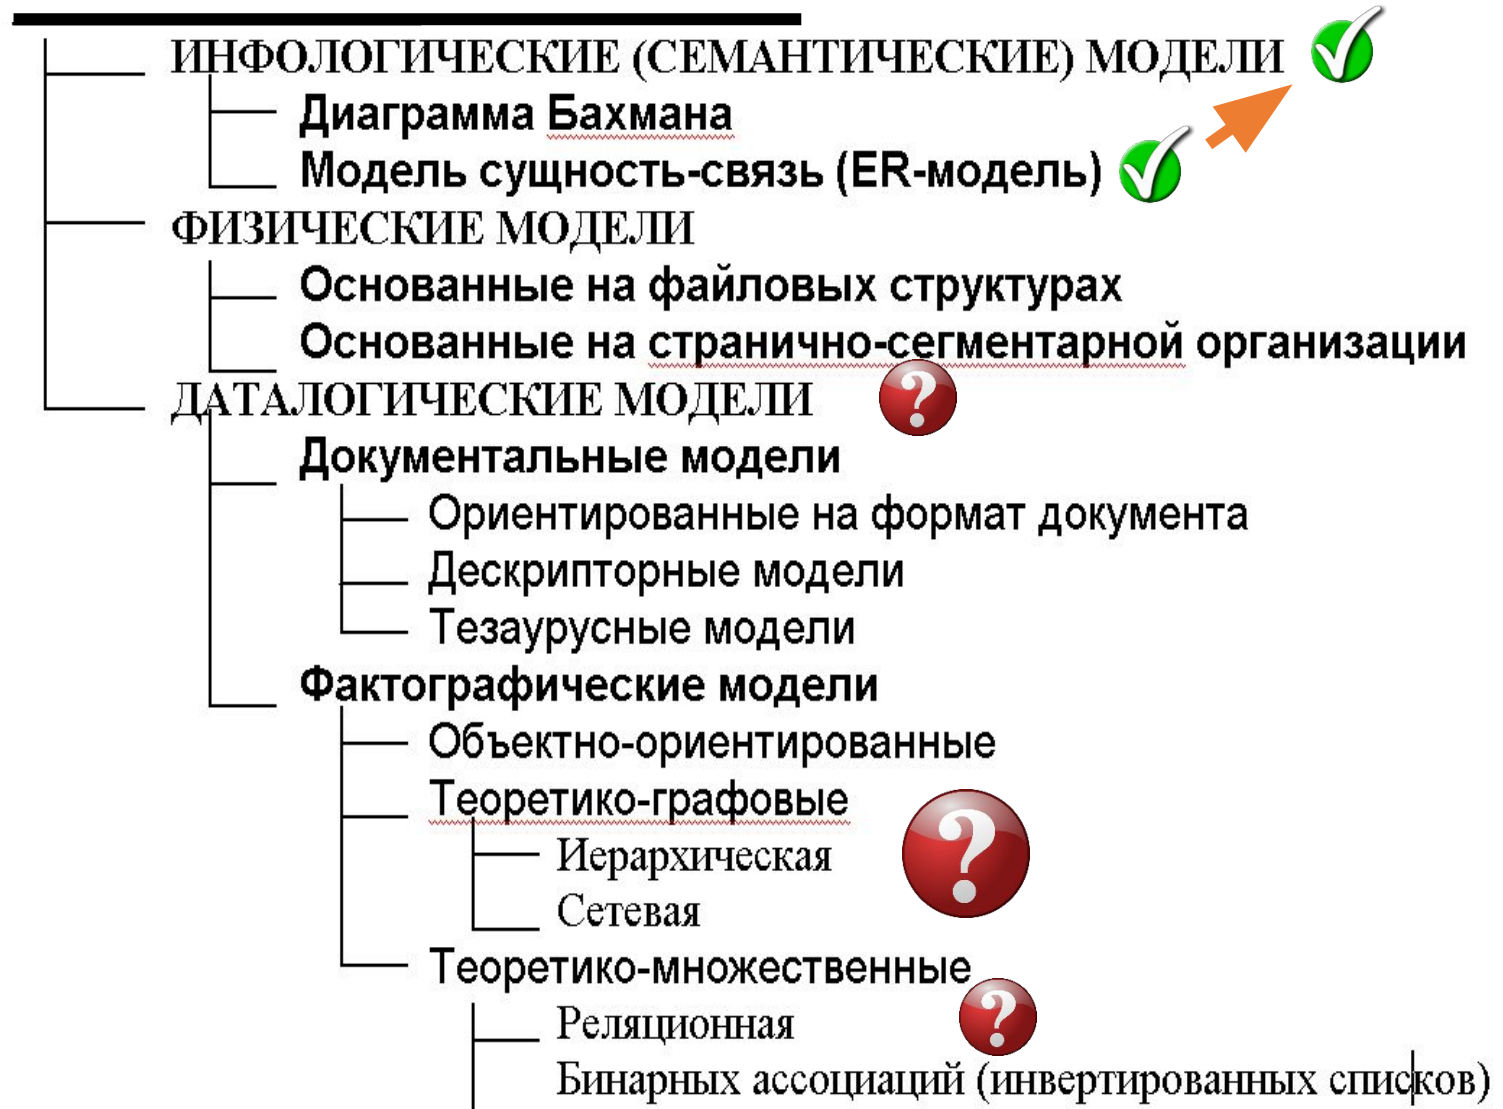 ИНФОЛОГИЧЕСКИЕ (СЕМАНТИЧЕСКИЕ) МОДЕЛИ
Диаграмма Бахмана
Модель сущность-связь (ER-модель)
ФИЗИЧЕСКИЕ МОДЕЛИ
Основанные на файловых структурах
Основанные на странично-сегментарной организации
ДАТАЛОГИЧЕСКИЕ МОДЕЛИ
?
Документальные модели
Ориентированные на формат документа
Дескрипторные модели
Тезаурусные модели
Фактографические модели
Объектно-ориентированные
Теоретико-графовые
?
Иерархическая
Сетевая
Теоретико-множественные
Реляционная
?
Бинарных ассоциаций (инвертированных списков)